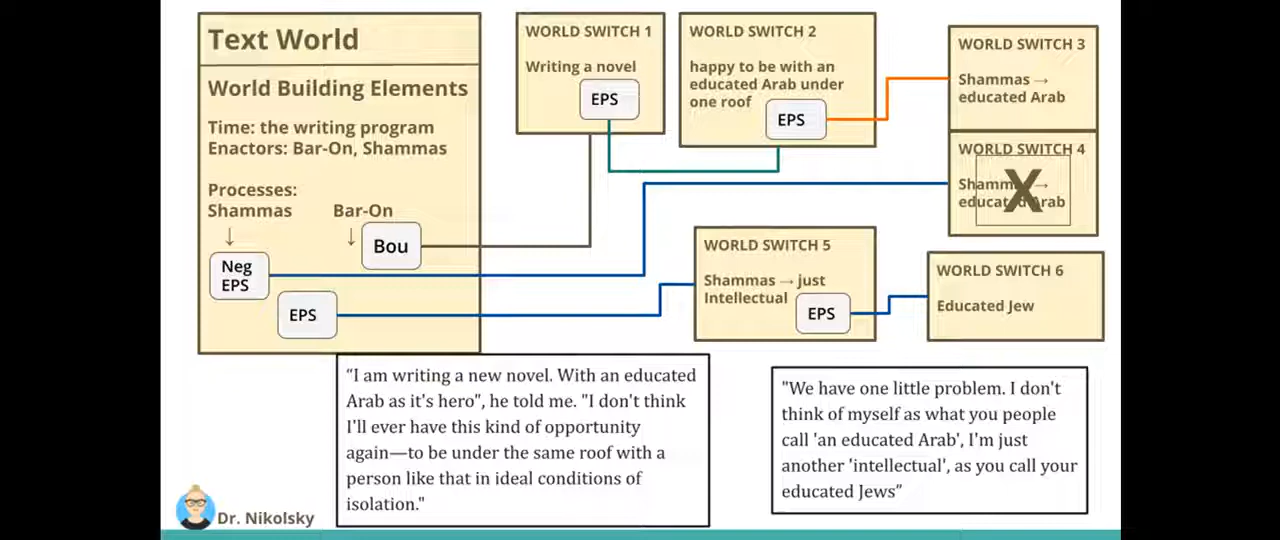 Text World
World Building Elements
Time: the writing program
Enactors: Bar-On, Shammas
Processes:
Shammas Bar-On
↓ ↓
Bou
Neg
EPS
EPS
WORLD SWITCH 1
Writing a novel
EPS
WORLD SWITCH 2
happy to be with an
educated Arab under
one roof
EPS
WORLD SWITCH 3
Shammas →
educated Arab
WORLD SWITCH 4
Shammas →
educated Arab
X
WORLD SWITCH 5
Shammas → just
Intellectual
EPS
WORLD SWITCH 6
Educated Jew
“I am writing a new novel. With an educated
Arab as it's hero", he told me. "I don't think
I'll ever have this kind of opportunity
again—to be under the same roof with a
person like that in ideal conditions of
isolation."
"We have one little problem. I don't
think of myself as what you people
call 'an educated Arab', I'm just
another 'intellectual', as you call your
educated Jews”
Dr. Nikolsky